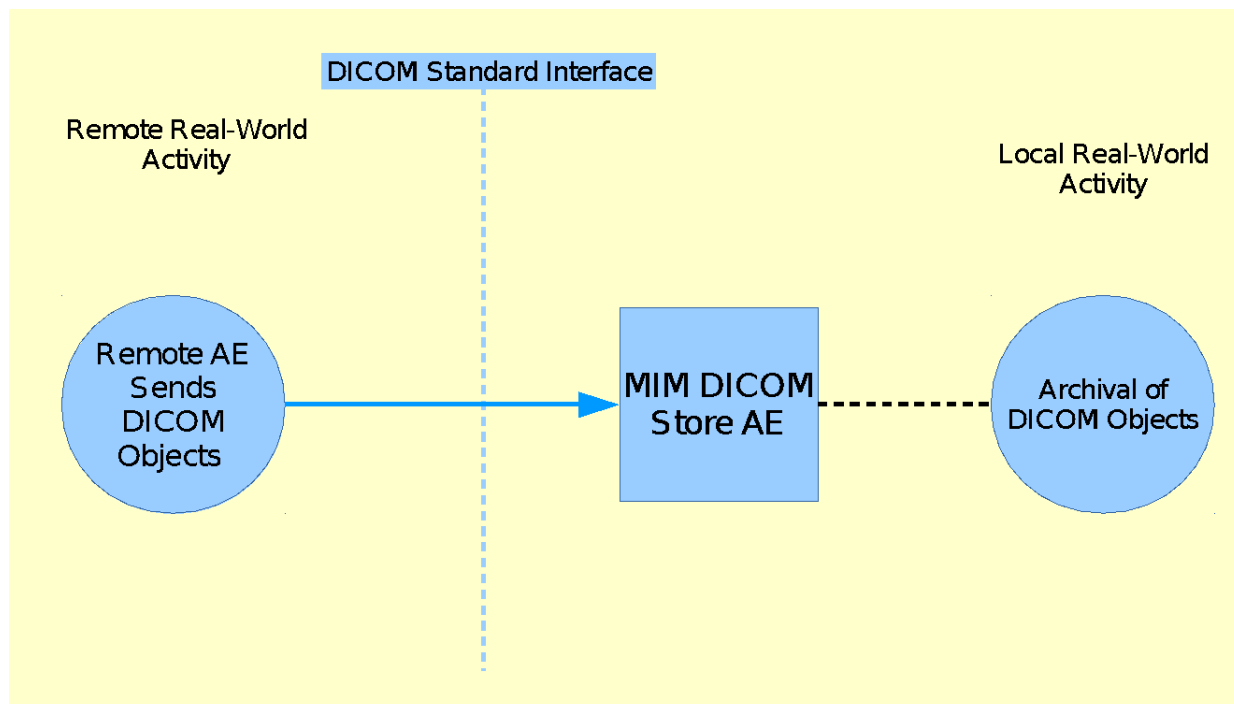 DICOM Standard Interface
Remote Real-World
Activity
Local Real-World
Activity
Remote AE
Sends
DICOM
Objects
MIM DICOM
Store AE
Archival of
DICOM Objects